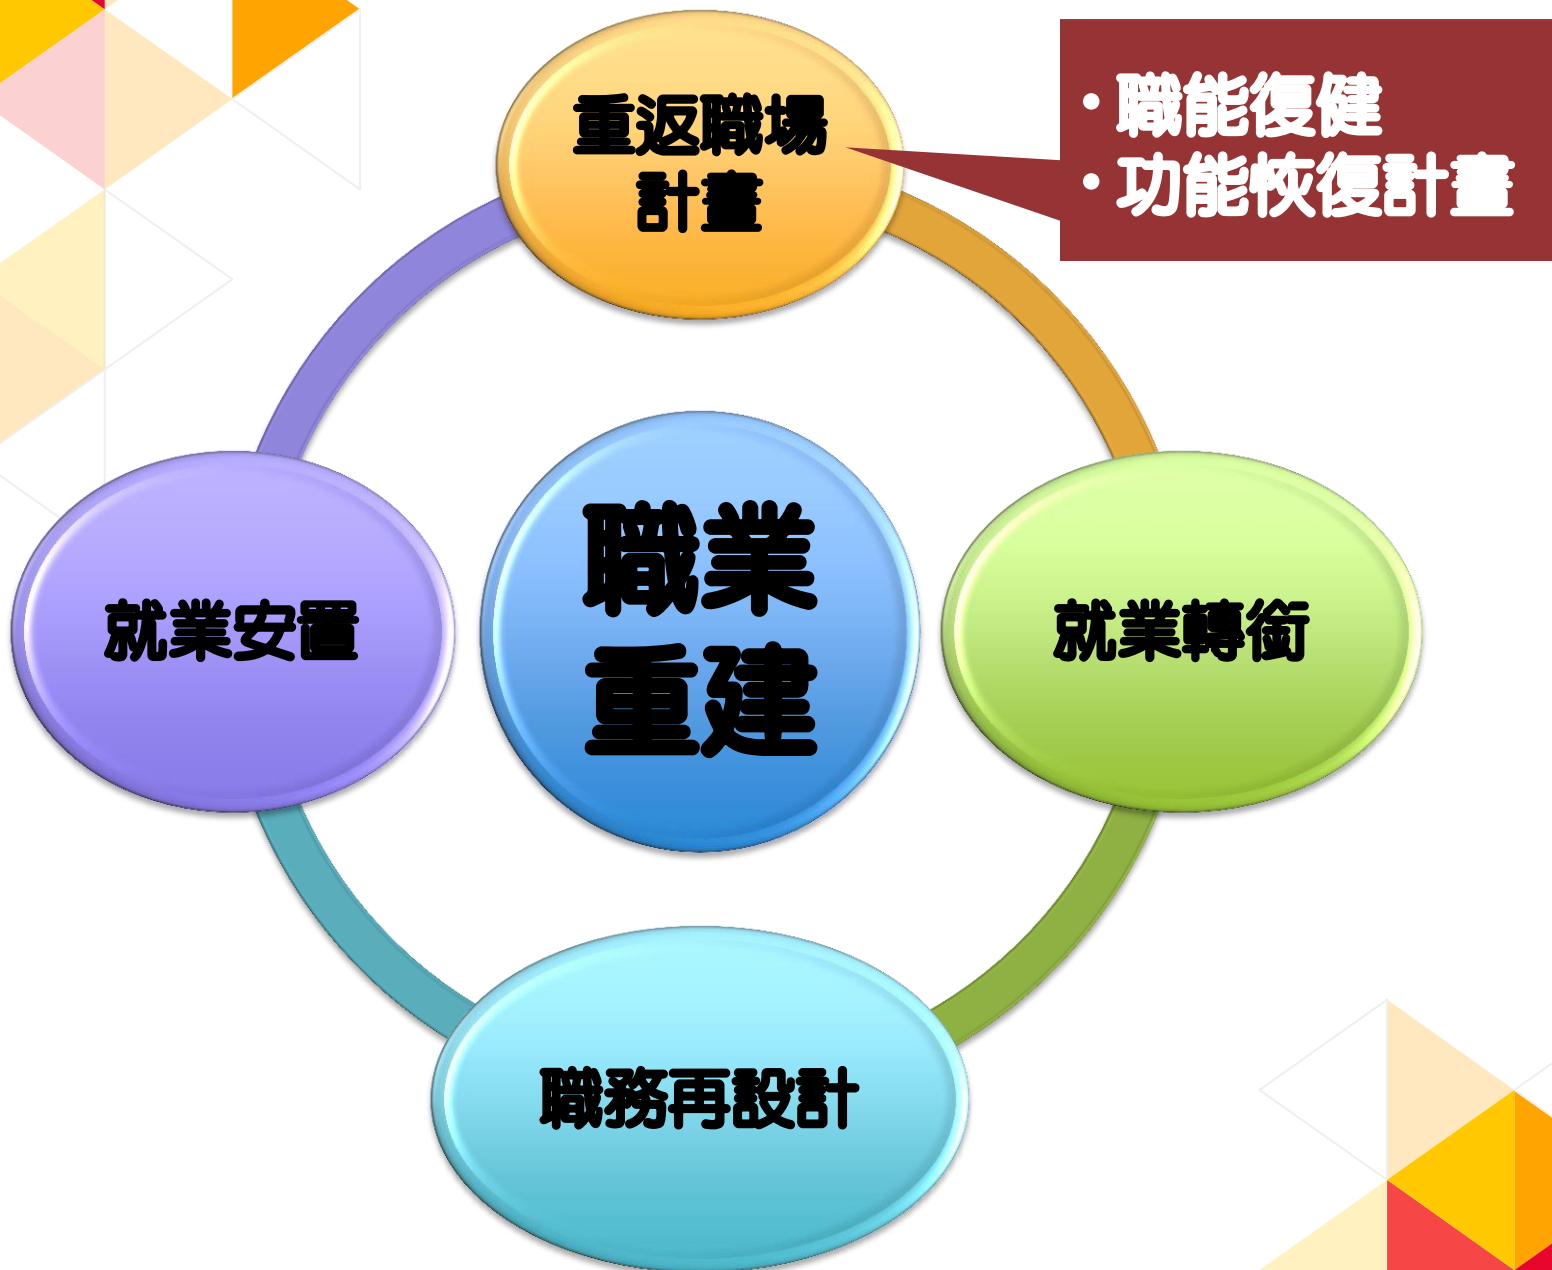 重返職場
計畫
・職能復健
・功能恢復計畫
就業安置
職業
重建
就業轉銜
職務再設計